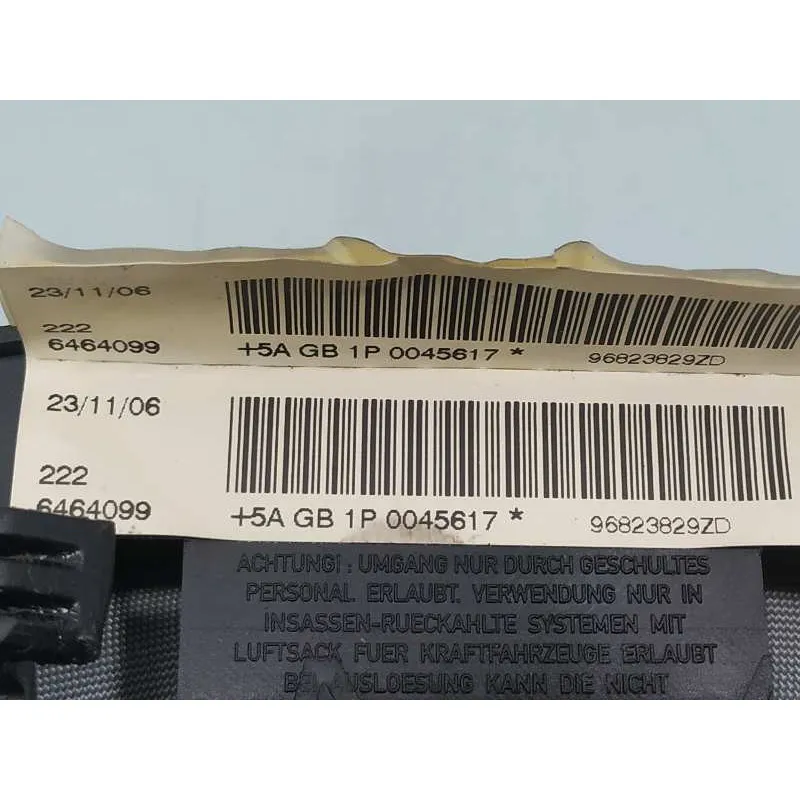 23/11/06
222
6464099
+5A GB 1P 0045617 *
96823829ZD
23/11/06
222
6464099
+5A GB 1P 0045617 *
96823829ZD
ACHTUNG! : UMGANG NUR DURCH GESCHULTES
PERSONAL ERLAUBT. VERWENDUNG NUR IN
INSASSEN-RUECKAHLTE SYSTEMEN MIT
LUFTSACK FUER KRAFTFAHRZEUGE ERLAUBT
BEI AUSLOESUNG KANN DIE NICHT